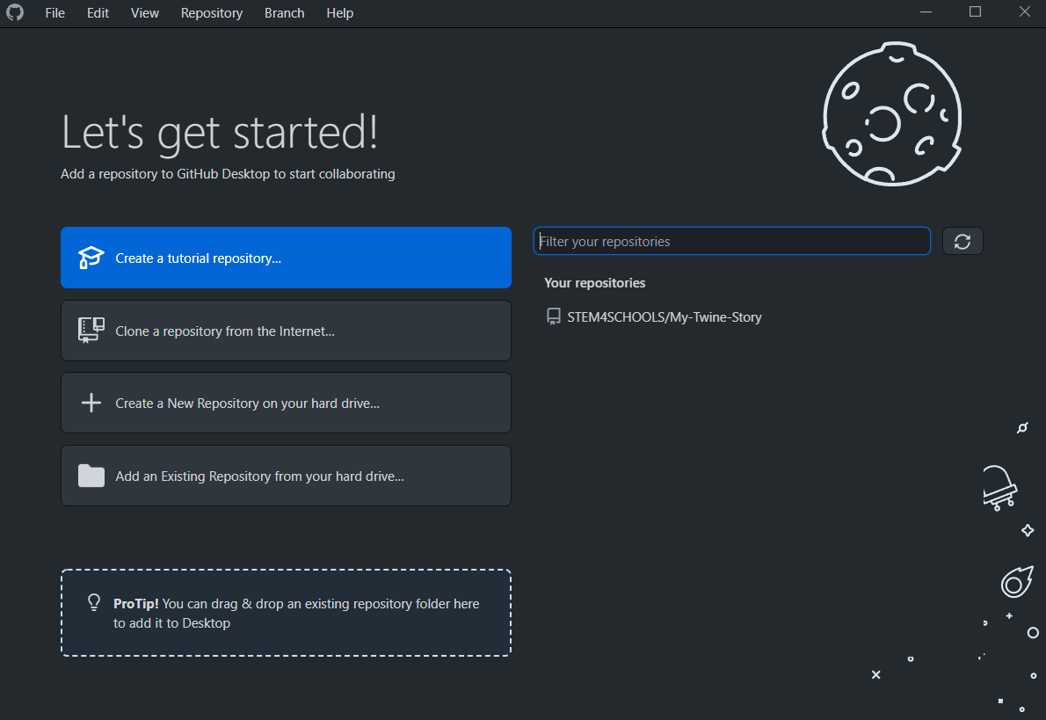 File Edit View Repository Branch Help
Let's get started!
Add a repository to GitHub Desktop to start collaborating
Create a tutorial repository...
Clone a repository from the Internet...
Create a New Repository on your hard drive...
Add an Existing Repository from your hard drive...
ProTip! You can drag & drop an existing repository folder here
to add it to Desktop
Filter your repositories
Your repositories
STEM4SCHOOLS/My-Twine-Story